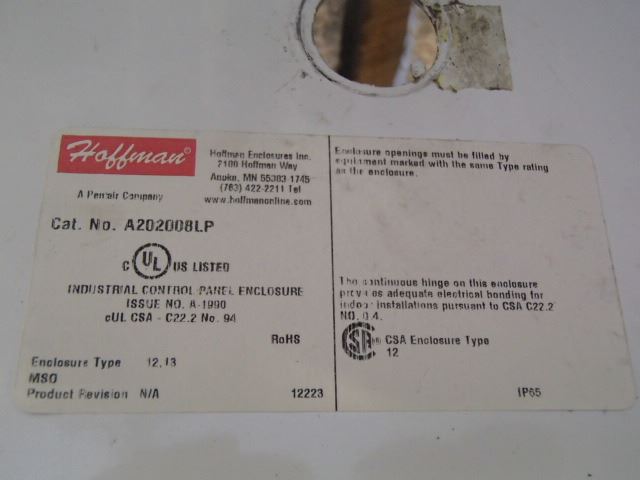 Hoffman
A Pentair Company
Hoffman Enclosures Inc.
2100 Hoffman Way
Anoka, MN 55303-1745
(763) 422-2211 Tel
www.hoffmanonline.com
Cat. No. A202008LP
C UL US LISTED
INDUSTRIAL CONTROL PANEL ENCLOSURE
ISSUE NO. A-1990
cUL CSA - C22.2 No. 94
RoHS
Enclosure Type 12,13
MSO
Product Revision N/A 12223
Enclosure openings must be filled by
equipment marked with the same Type rating
as the enclosure.
The continuous hinge on this enclosure
provides adequate electrical bonding for
indoor installations pursuant to CSA C22.2
NO. 0.4.
CSA Enclosure Type
12
IP65